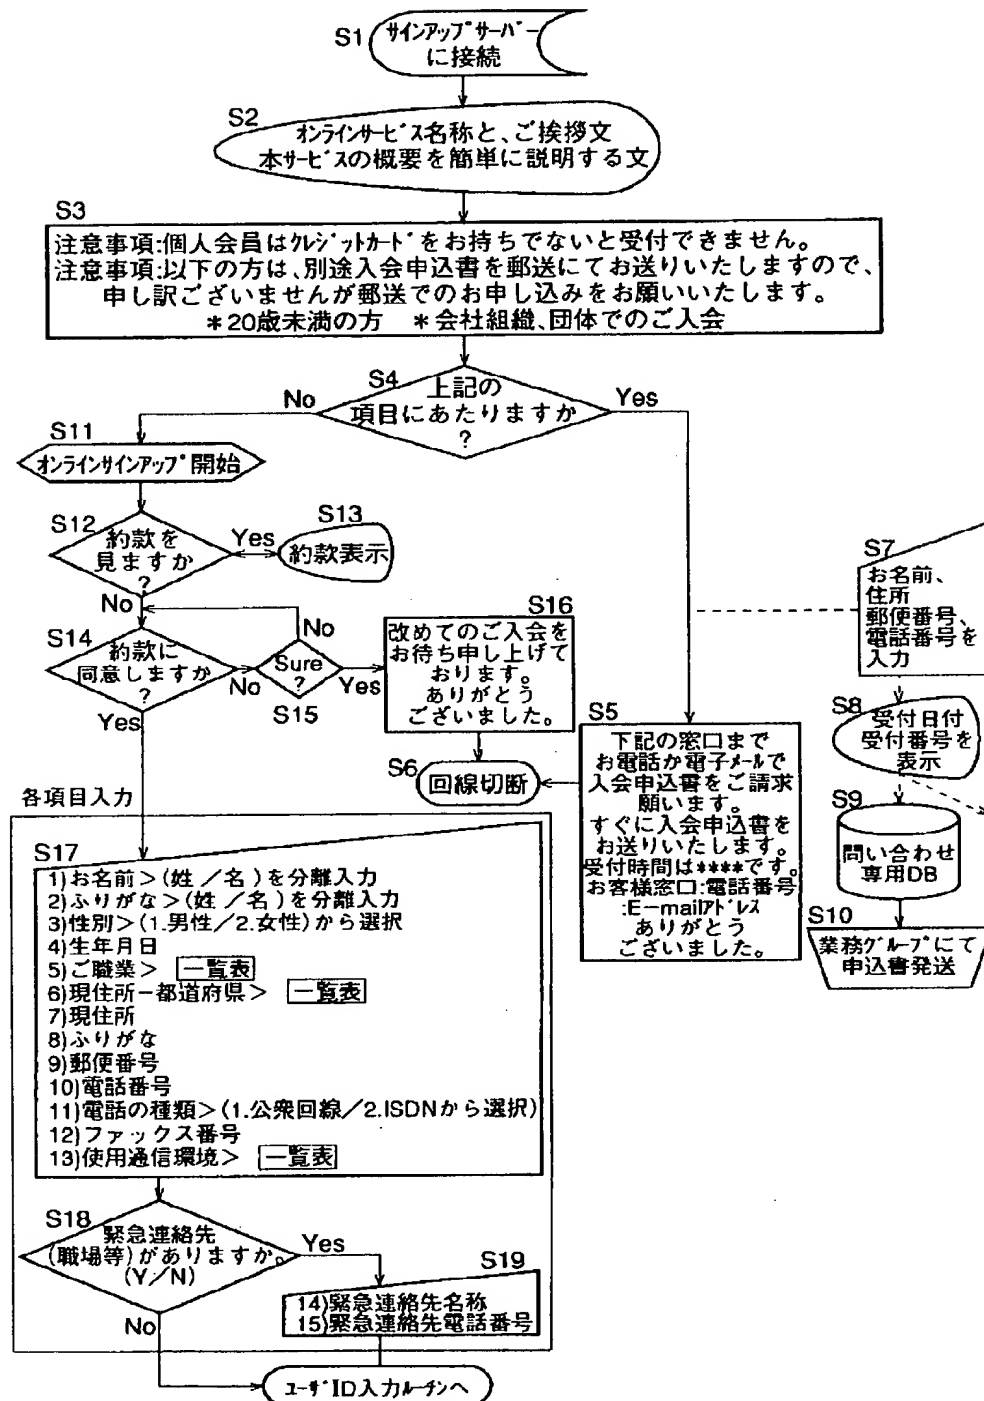 S1
サインアップサーバー
に接続
S2
オンラインサービス名称と、ご挨拶文
本サービスの概要を簡単に説明する文
S3
注意事項:個人会員はクレジットカードをお持ちでないと受付できません。
注意事項:以下の方は、別途入会申込書を郵送にてお送りいたしますので、
申し訳ございませんが郵送でのお申し込みをお願いいたします。
*20歳未満の方 *会社組織、団体でのご入会
S4
上記の
項目にあたりますか
?
No
Yes
S11
オンラインサインアップ開始
S12
約款を
見ますか
?
Yes
No
S13
約款表示
S14
約款に
同意しますか
?
No
Yes
S15
Sure
?
No
Yes
S16
改めてのご入会を
お待ち申し上げて
おります。
ありがとう
ございました。
S6
回線切断
S5
下記の窓口まで
お電話か電子メールで
入会申込書をご請求
願います。
すぐに入会申込書を
お送りいたします。
受付時間は****です。
お客様窓口:電話番号
:E-mailアドレス
ありがとう
ございました。
S7
お名前、
住所
郵便番号、
電話番号を
入力
S8
受付日付
受付番号を
表示
S9
問い合わせ
専用DB
S10
業務グループにて
申込書発送
各項目入力
S17
1)お名前>(姓/名)を分離入力
2)ふりがな>(姓/名)を分離入力
3)性別>(1.男性/2.女性)から選択
4)生年月日
5)ご職業> 一覧表
6)現住所-都道府県> 一覧表
7)現住所
8)ふりがな
9)郵便番号
10)電話番号
11)電話の種類>(1.公衆回線/2.ISDNから選択)
12)ファックス番号
13)使用通信環境> 一覧表
S18
緊急連絡先
(職場等)がありますか。
(Y/N)
Yes
No
S19
14)緊急連絡先名称
15)緊急連絡先電話番号
ユーザID入力ルーチンへ